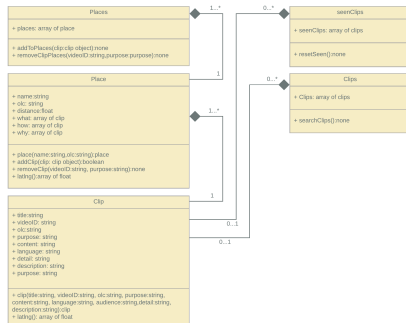 Places
+ places: array of place
+ addToPlaces(clip:clip object):none
+ removeClipPlaces(videoID:string,purpose:purpose):none
1...*
1
Place
+ name:string
+ olc: string
+ distance:float
+ what: array of clip
+ how: array of clip
+ why: array of clip
+ place(name:string,olc:string):place
+ addClip(clip: clip object):boolean
+ removeClip(videoID:string, purpose:string):none
+ lating():array of float
1...*
1
Clip
+ title:string
+ videoID: string
+ olc:string
+ purpose: string
+ content: string
+ language: string
+ detail: string
+ description: string
+ purpose: string
+ clip(title:string, videoID:string, olc:string, purpose:string,
content:string, language:string, audience:string,detail:string,
description:string):clip
+ lating(): array of float
0...1
0...1
0...*
seenClips
+ seenClips: array of clips
+ resetSeen():none
0...*
Clips
+ Clips: array of clips
+ searchClips():none